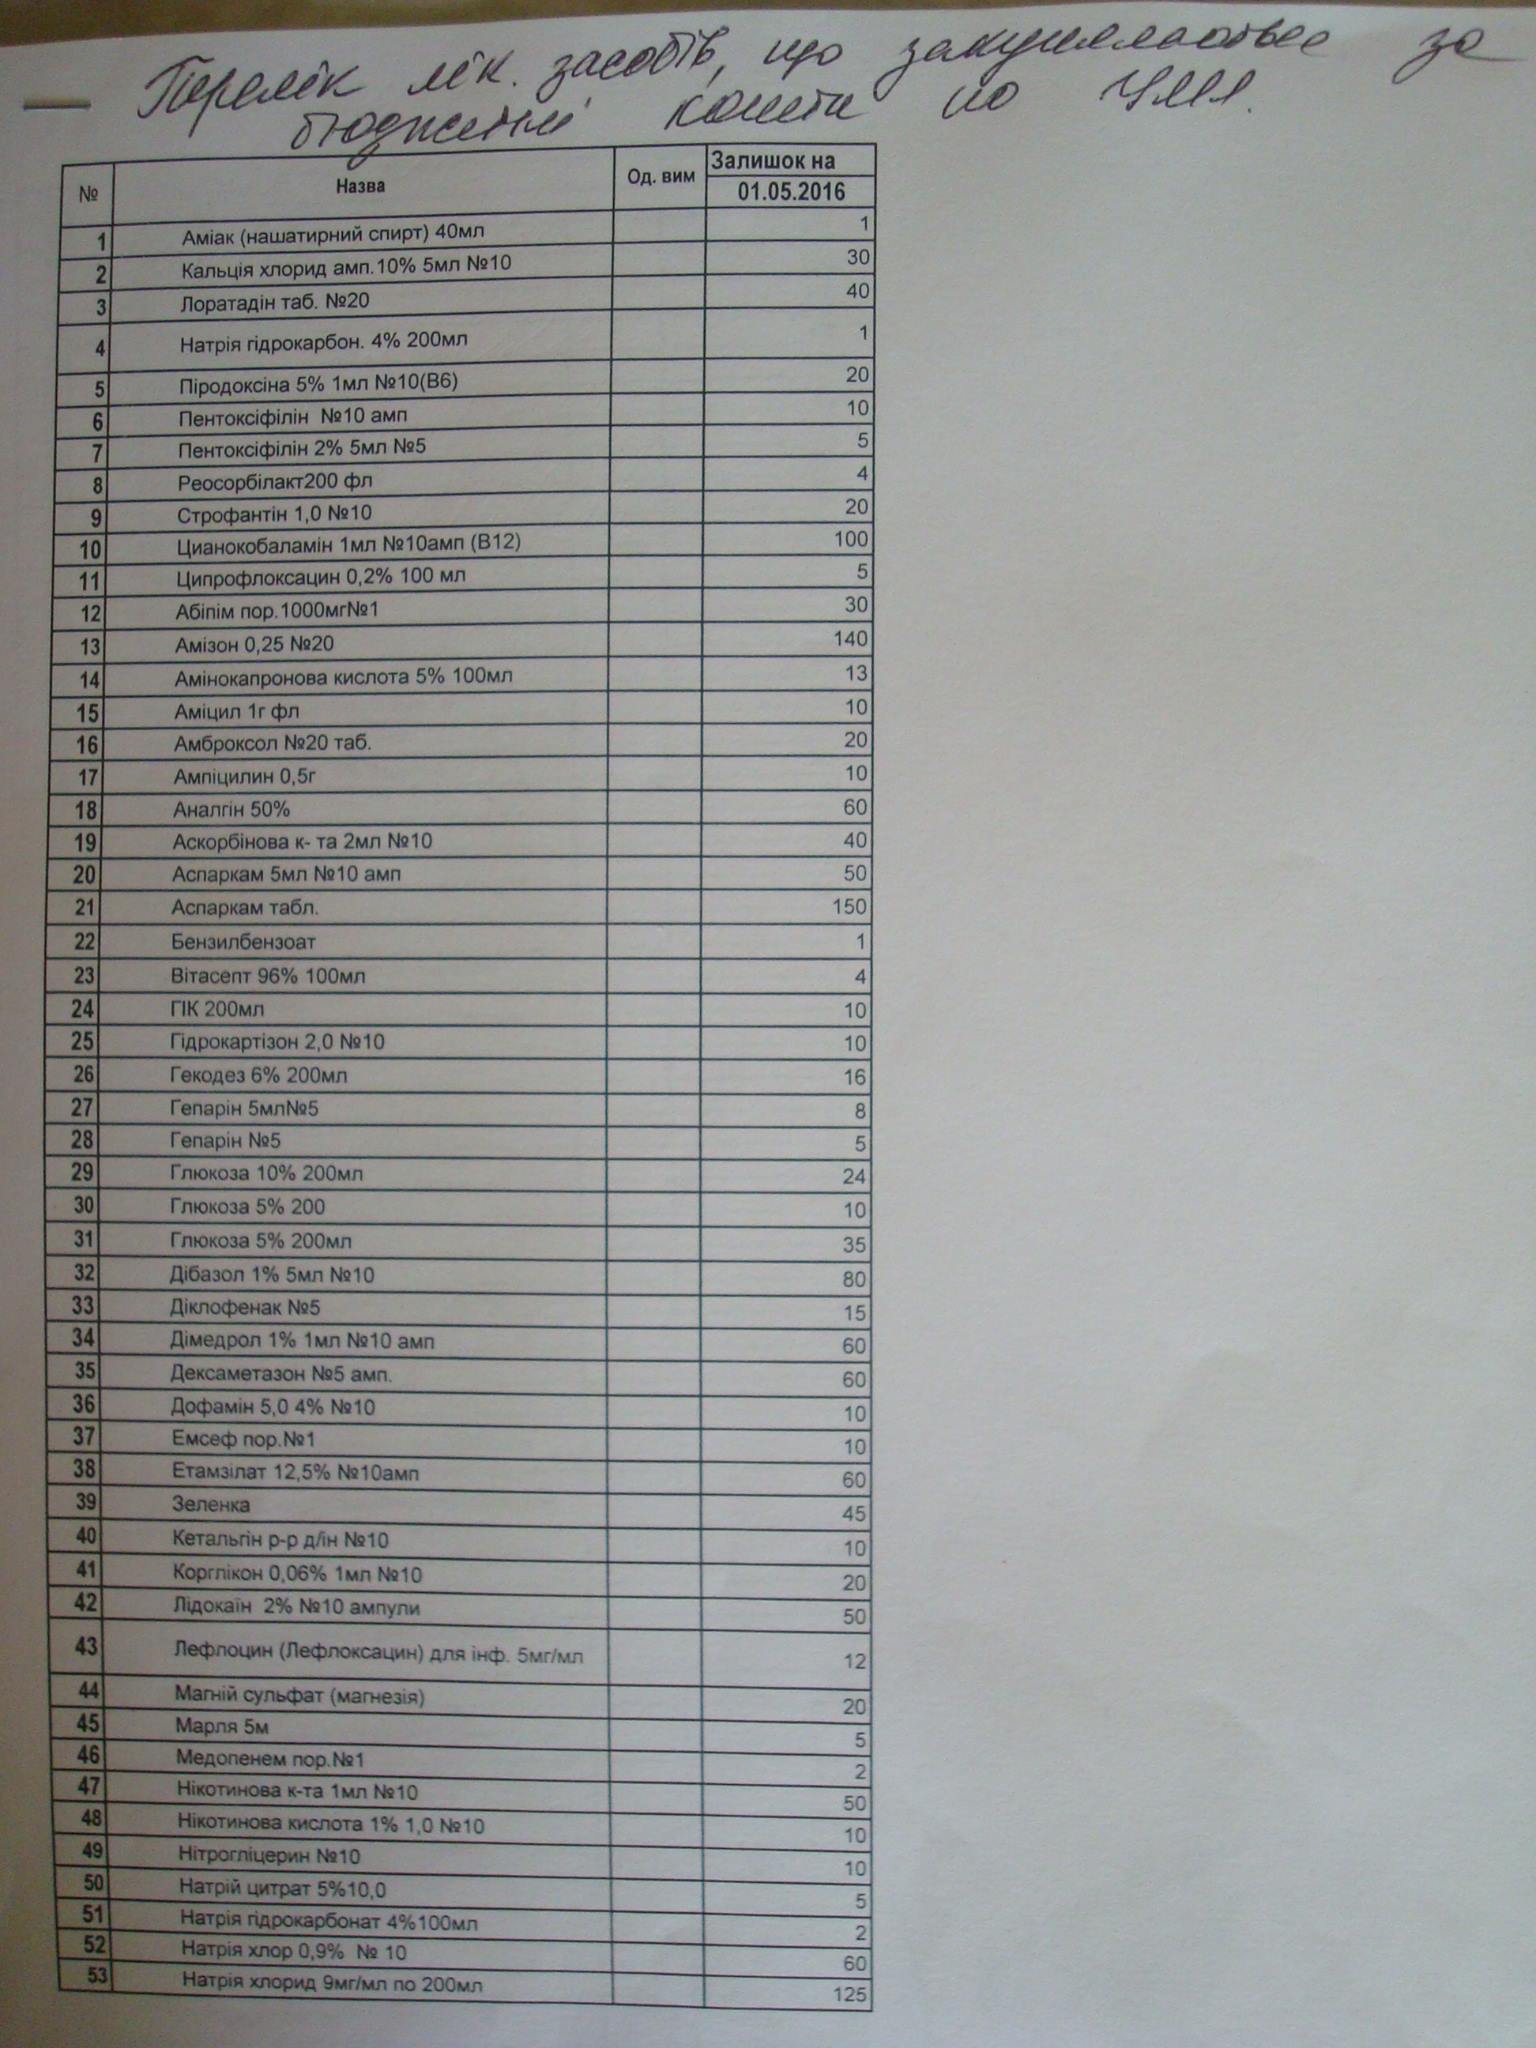 Перелік лік. засобів, що закупляються за
бюджетні кошти по ЦМЛ.
№ Назва Од. вим Залишок на
01.05.2016
1 Аміак (нашатирний спирт) 40мл 1
2 Кальція хлорид амп.10% 5мл №10 30
3 Лоратадін таб. №20 40
4 Натрія гідрокарбон. 4% 200мл 1
5 Піродоксіна 5% 1мл №10(В6) 20
6 Пентоксіфілін №10 амп 10
7 Пентоксіфілін 2% 5мл №5 5
8 Реосорбілакт200 фл 4
9 Строфантін 1,0 №10 20
10 Цианокобаламін 1мл №10амп (В12) 100
11 Ципрофлоксацин 0,2% 100 мл 5
12 Абіпім пор.1000мг№1 30
13 Амізон 0,25 №20 140
14 Амінокапронова кислота 5% 100мл 13
15 Аміцил 1г фл 10
16 Амброксол №20 таб. 20
17 Ампіцилин 0,5г 10
18 Аналгін 50% 60
19 Аскорбінова к- та 2мл №10 40
20 Аспаркам 5мл №10 амп 50
21 Аспаркам табл. 150
22 Бензилбензоат 1
23 Вітасепт 96% 100мл 4
24 ГІК 200мл 10
25 Гідрокартізон 2,0 №10 10
26 Гекодез 6% 200мл 16
27 Гепарін 5мл№5 8
28 Гепарін №5 5
29 Глюкоза 10% 200мл 24
30 Глюкоза 5% 200 10
31 Глюкоза 5% 200мл 35
32 Дібазол 1% 5мл №10 80
33 Діклофенак №5 15
34 Дімедрол 1% 1мл №10 амп 60
35 Дексаметазон №5 амп. 60
36 Дофамін 5,0 4% №10 10
37 Емсеф пор.№1 10
38 Етамзілат 12,5% №10амп 60
39 Зеленка 45
40 Кетальгін р-р д/ін №10 10
41 Корглікон 0,06% 1мл №10 20
42 Лідокаїн 2% №10 ампули 50
43 Лефлоцин (Лефлоксацин) для інф. 5мг/мл 12
44 Магній сульфат (магнезія) 20
45 Марля 5м 5
46 Медопенем пор.№1 2
47 Нікотинова к-та 1мл №10 50
48 Нікотинова кислота 1% 1,0 №10 10
49 Нітрогліцерин №10 10
50 Натрій цитрат 5%10,0 5
51 Натрія гідрокарбонат 4%100мл 2
52 Натрія хлор 0,9% № 10 60
53 Натрія хлорид 9мг/мл по 200мл 125